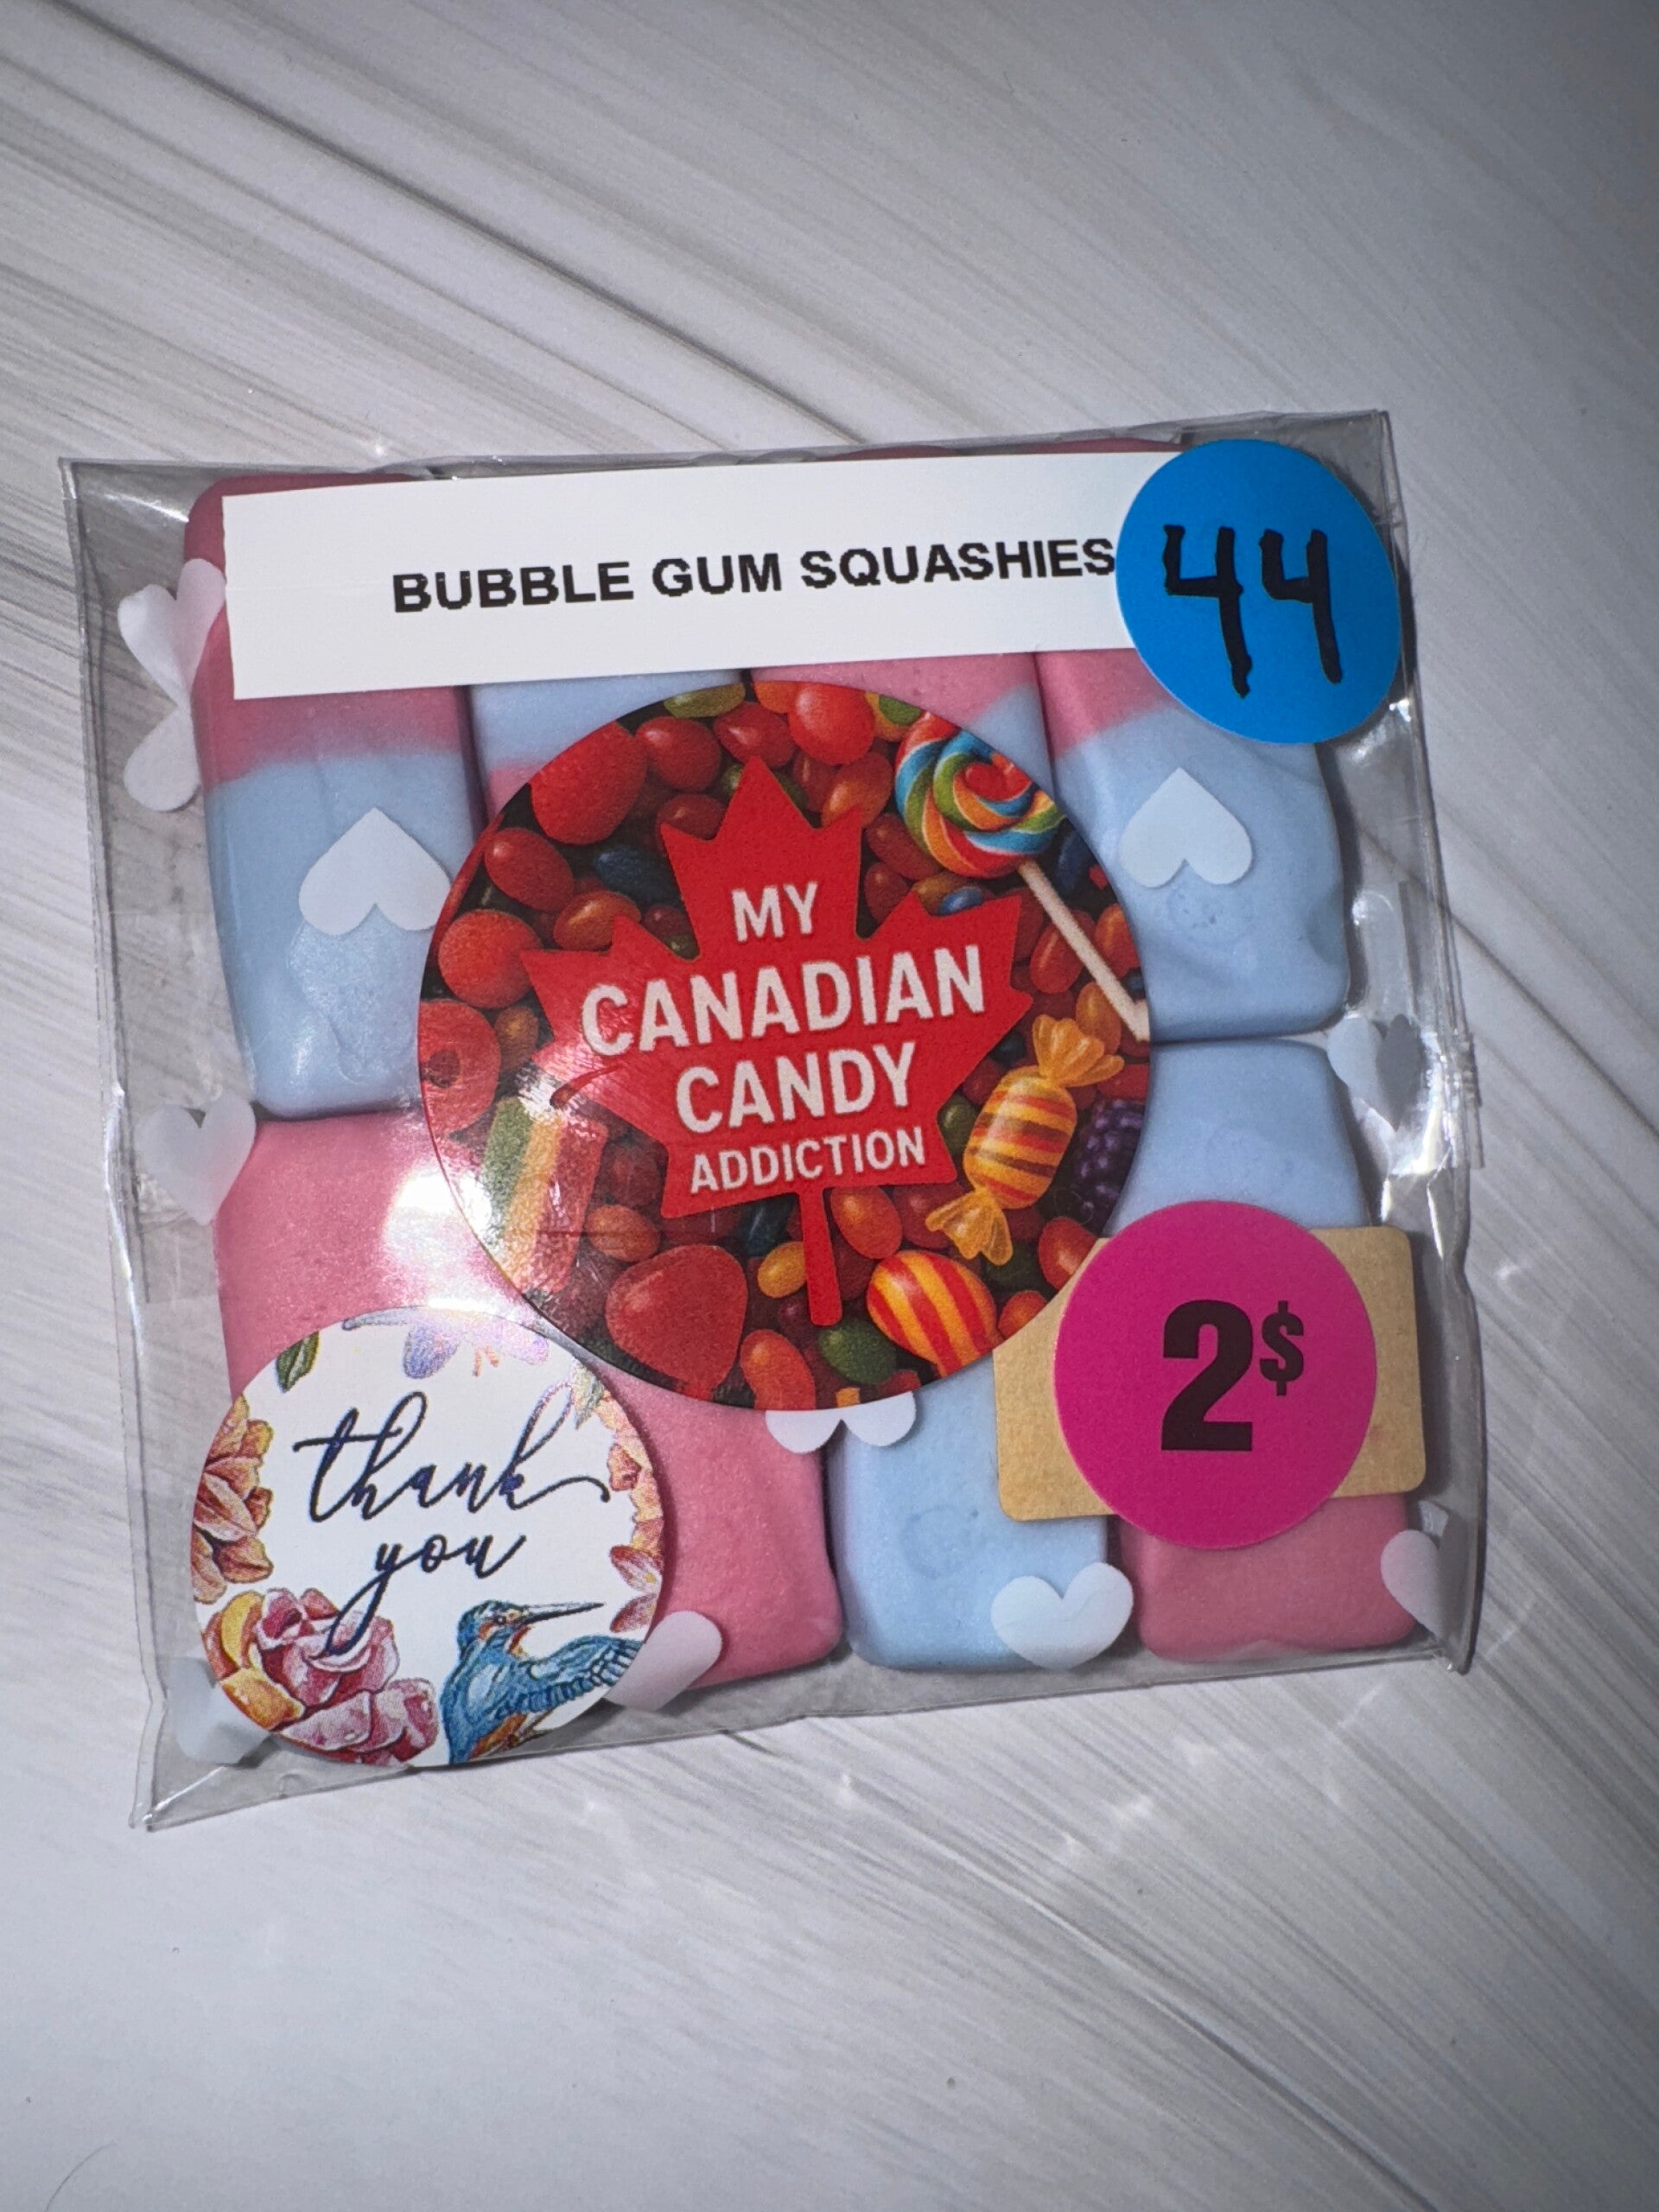 BUBBLE GUM SQUASHIES
44
MY
CANADIAN
CANDY
ADDICTION
2$
thank
you